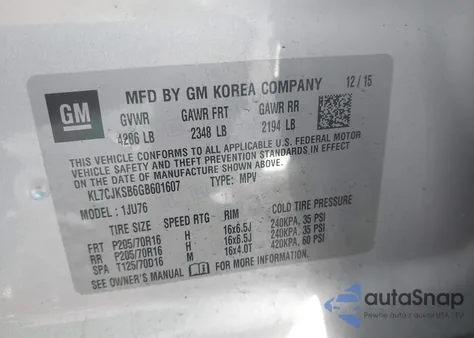 GM
MFD BY GM KOREA COMPANY 12/15
GVWR GAWR FRT GAWR RR
4286 LB 2348 LB 2194 LB
THIS VEHICLE CONFORMS TO ALL APPLICABLE U.S. FEDERAL MOTOR
VEHICLE SAFETY AND THEFT PREVENTION STANDARDS IN EFFECT ON THE
DATE OF MANUFACTURE SHOWN ABOVE.
KL7CJKSB6GB601607 TYPE: MPV
MODEL: 1JU76
TIRE SIZE SPEED RTG RIM COLD TIRE PRESSURE
FRT P205/70R16 H 16x6.5J 240KPA, 35 PSI
RR P205/70R16 H 16x6.5J 240KPA, 35 PSI
SPA T125/70D16 M 16x4.0T 420KPA, 60 PSI
SEE OWNER'S MANUAL FOR MORE INFORMATION.
autoSnap